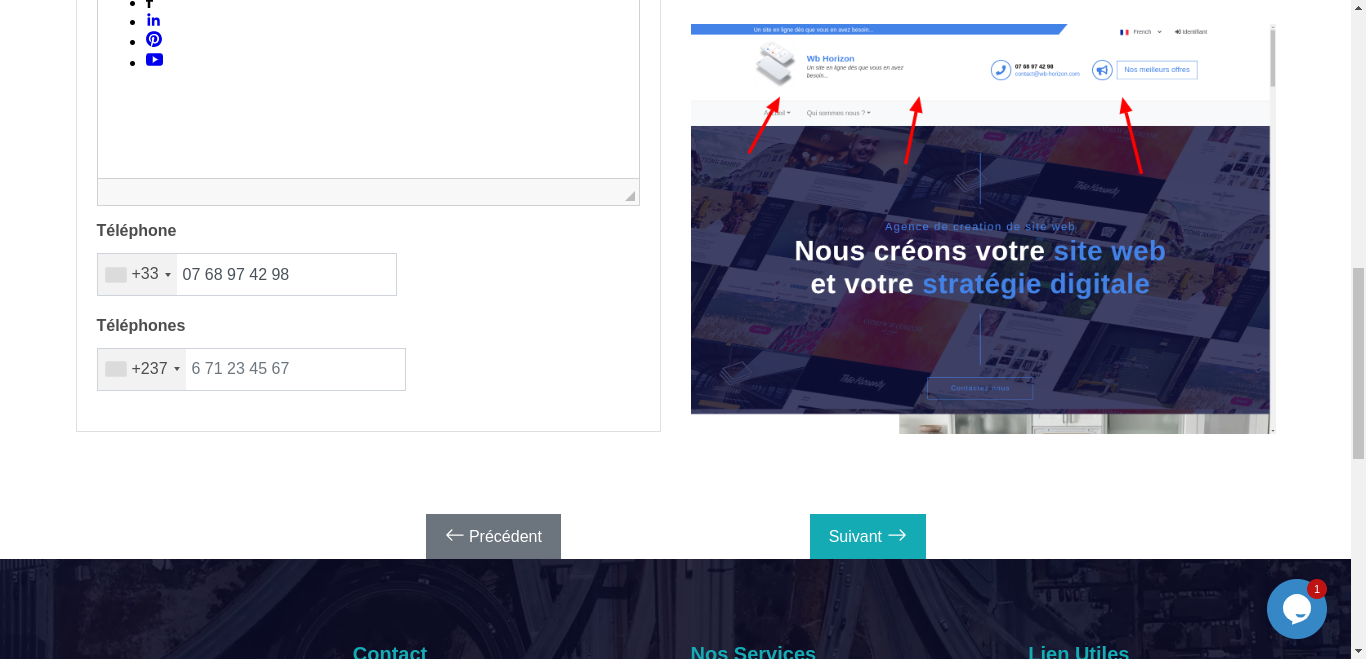 Téléphone
+33 07 68 97 42 98
Téléphones
+237 6 71 23 45 67
Un site en ligne dès que vous en avez besoin...
French
Identifiant
Wb Horizon
Un site en ligne dès que vous en avez
besoin...
07 68 97 42 98
contact@wb-horizon.com
Nos meilleurs offres
Qui sommes nous ?
Agence de creation de site web
Nous créons votre site web
et votre stratégie digitale
Contactez nous
Précédent
Suivant
1
Contact
Nos Services
Lien Utiles